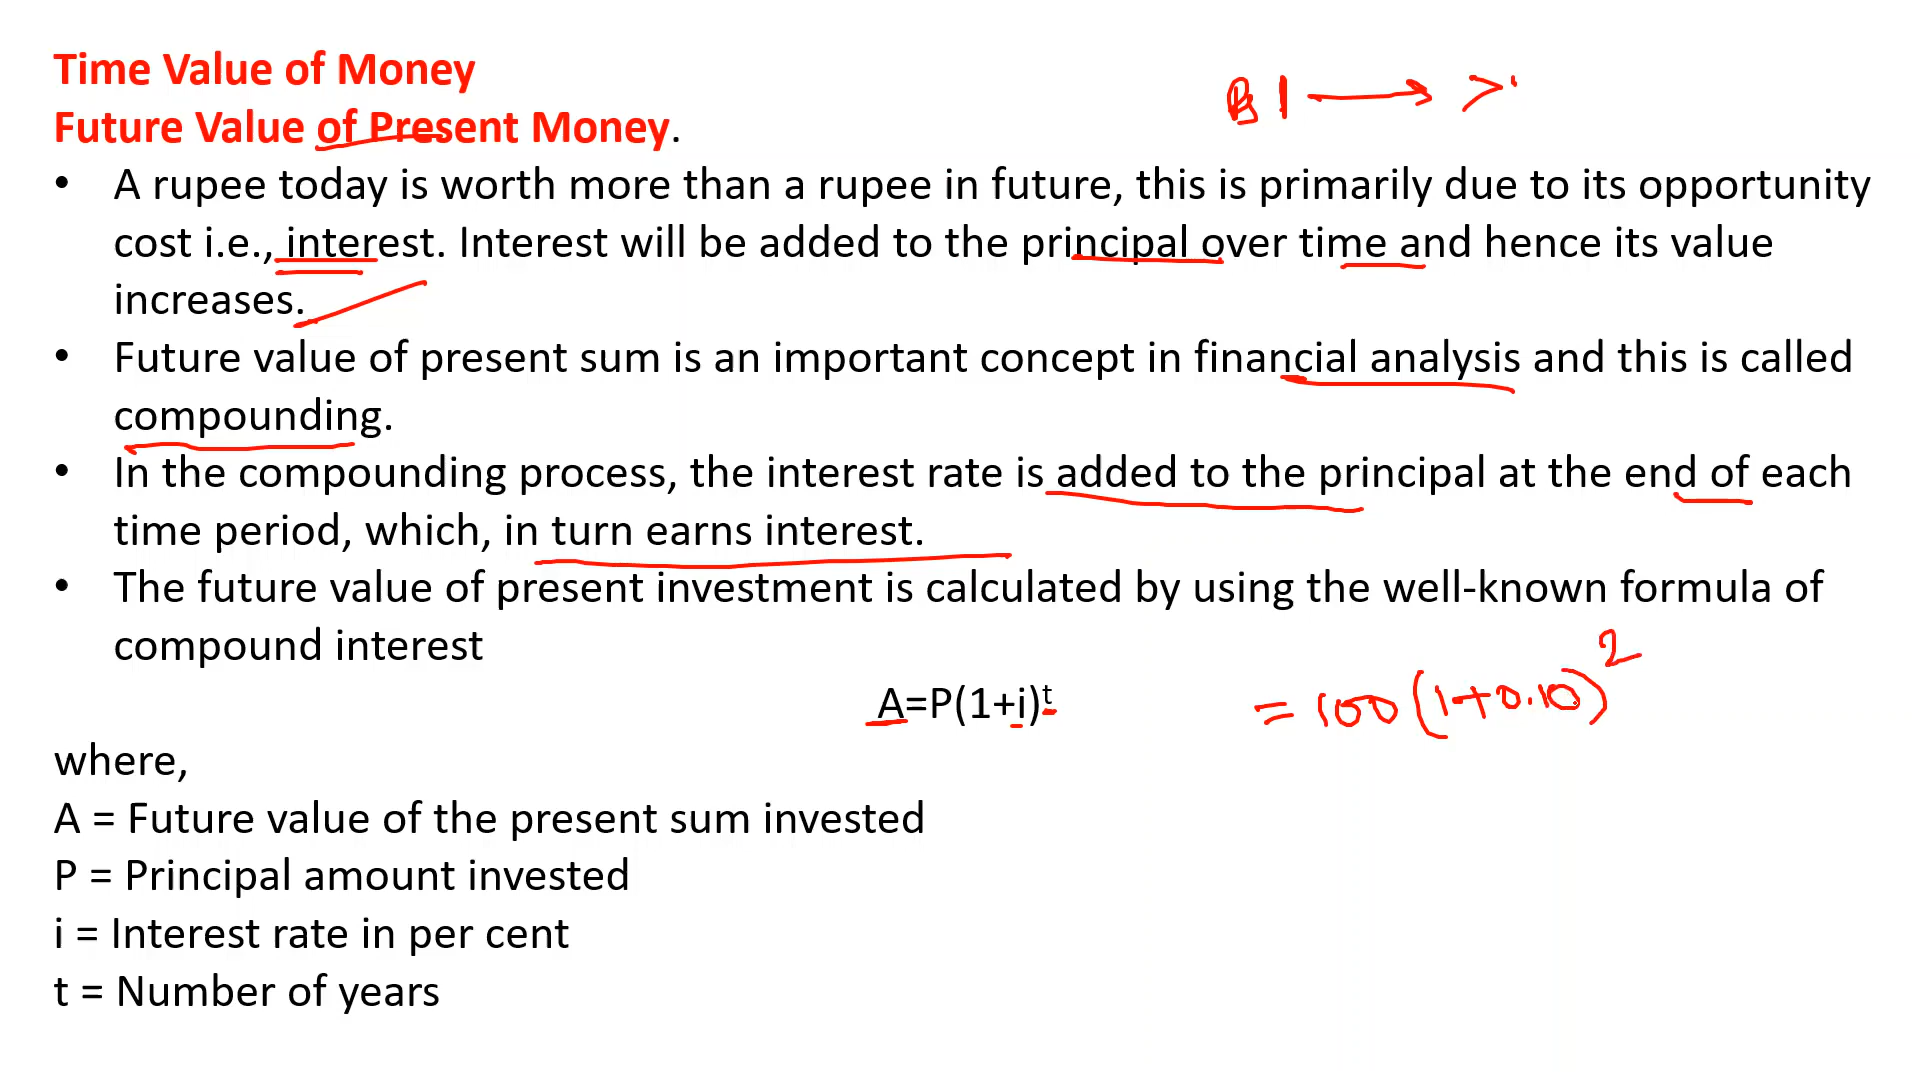 Time Value of Money
Future Value of Present Money.
• A rupee today is worth more than a rupee in future, this is primarily due to its opportunity
cost i.e., interest. Interest will be added to the principal over time and hence its value
increases.
• Future value of present sum is an important concept in financial analysis and this is called
compounding.
• In the compounding process, the interest rate is added to the principal at the end of each
time period, which, in turn earns interest.
• The future value of present investment is calculated by using the well-known formula of
compound interest
A=P(1+i)ᵗ = 100 (1+0.10)²
where,
A = Future value of the present sum invested
P = Principal amount invested
i = Interest rate in per cent
t = Number of years